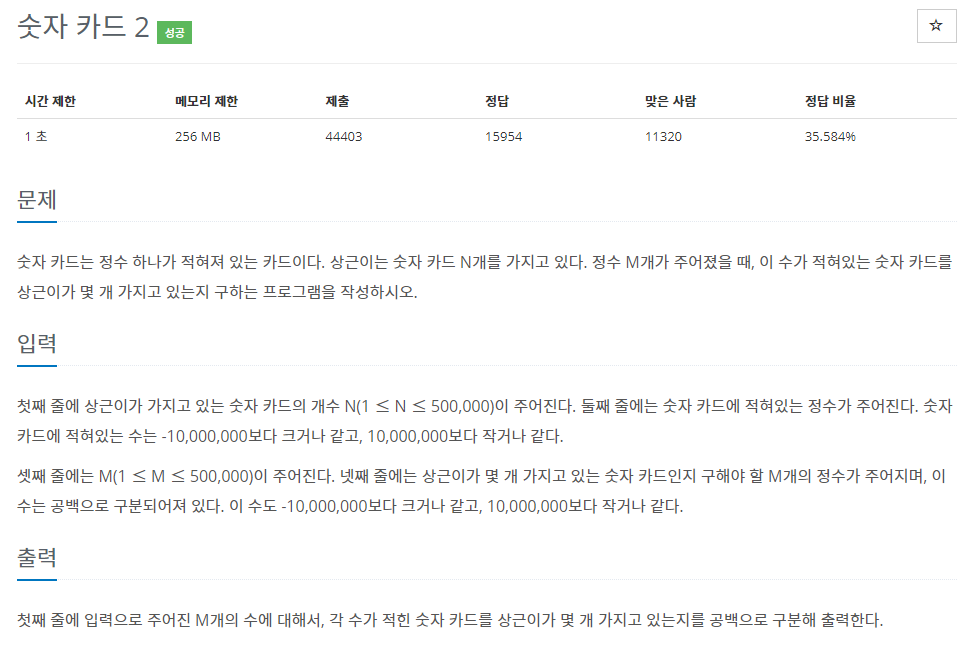 숫자 카드 2 성공
☆
시간 제한 메모리 제한 제출 정답 맞은 사람 정답 비율
1 초 256 MB 44403 15954 11320 35.584%
문제
숫자 카드는 정수 하나가 적혀져 있는 카드이다. 상근이는 숫자 카드 N개를 가지고 있다. 정수 M개가 주어졌을 때, 이 수가 적혀있는 숫자 카드를
상근이가 몇 개 가지고 있는지 구하는 프로그램을 작성하시오.
입력
첫째 줄에 상근이가 가지고 있는 숫자 카드의 개수 N(1 ≤ N ≤ 500,000)이 주어진다. 둘째 줄에는 숫자 카드에 적혀있는 정수가 주어진다. 숫자
카드에 적혀있는 수는 -10,000,000보다 크거나 같고, 10,000,000보다 작거나 같다.
셋째 줄에는 M(1 ≤ M ≤ 500,000)이 주어진다. 넷째 줄에는 상근이가 몇 개 가지고 있는 숫자 카드인지 구해야 할 M개의 정수가 주어지며, 이
수는 공백으로 구분되어져 있다. 이 수도 -10,000,000보다 크거나 같고, 10,000,000보다 작거나 같다.
출력
첫째 줄에 입력으로 주어진 M개의 수에 대해서, 각 수가 적힌 숫자 카드를 상근이가 몇 개 가지고 있는지를 공백으로 구분해 출력한다.